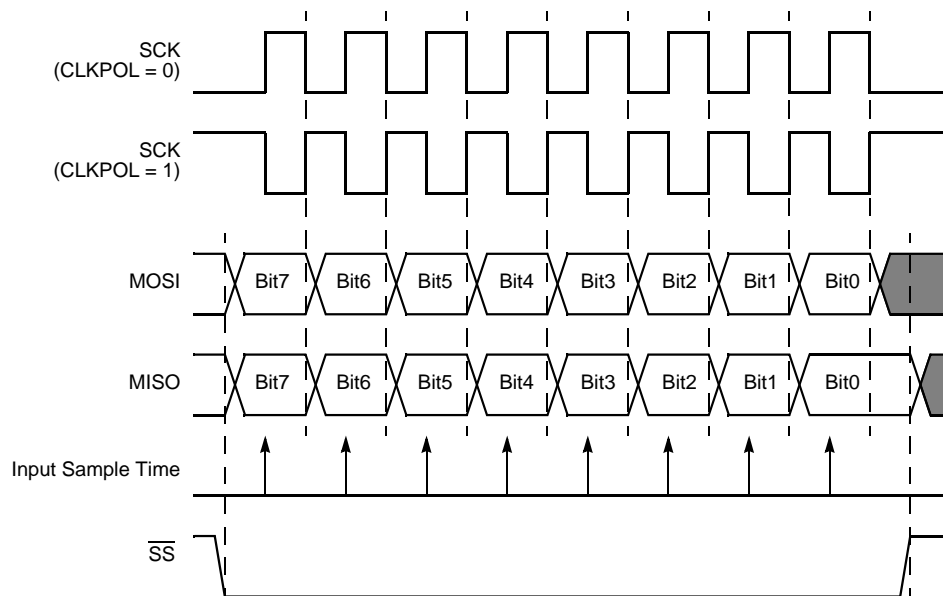 SCK
(CLKPOL = 0)
SCK
(CLKPOL = 1)
MOSI
Bit7 Bit6 Bit5 Bit4 Bit3 Bit2 Bit1 Bit0
MISO
Bit7 Bit6 Bit5 Bit4 Bit3 Bit2 Bit1 Bit0
Input Sample Time
S̅S̅